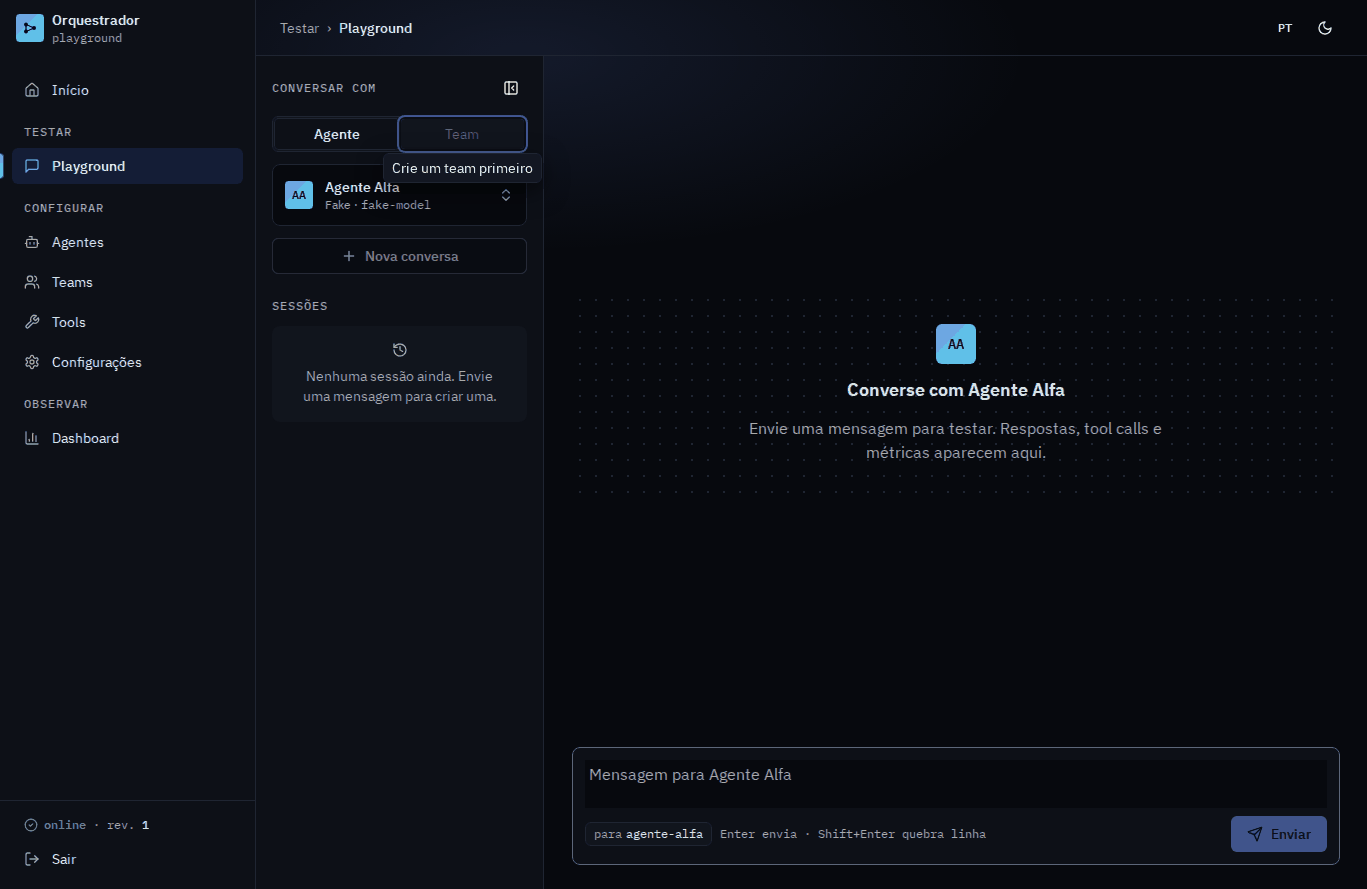 Orquestrador
playground
Início
TESTAR
Playground
CONFIGURAR
Agentes
Teams
Tools
Configurações
OBSERVAR
Dashboard
online · rev. 1
Sair
Testar › Playground
PT
CONVERSAR COM
Agente
Team
Crie um team primeiro
AA
Agente Alfa
Fake · fake-model
Nova conversa
SESSÕES
Nenhuma sessão ainda. Envie
uma mensagem para criar uma.
AA
Converse com Agente Alfa
Envie uma mensagem para testar. Respostas, tool calls e
métricas aparecem aqui.
Mensagem para Agente Alfa
para agente-alfa Enter envia · Shift+Enter quebra linha
Enviar